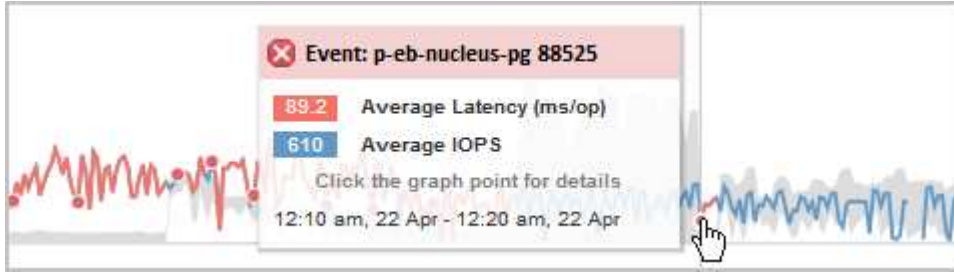 Event: p-eb-nucleus-pg 88525
89.2 Average Latency (ms/op)
610 Average IOPS
Click the graph point for details
12:10 am, 22 Apr - 12:20 am, 22 Apr